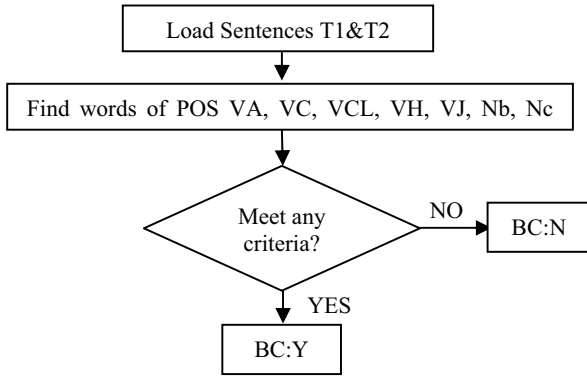 Load Sentences T1&T2
Find words of POS VA, VC, VCL, VH, VJ, Nb, Nc
Meet any
criteria?
NO
BC:N
YES
BC:Y